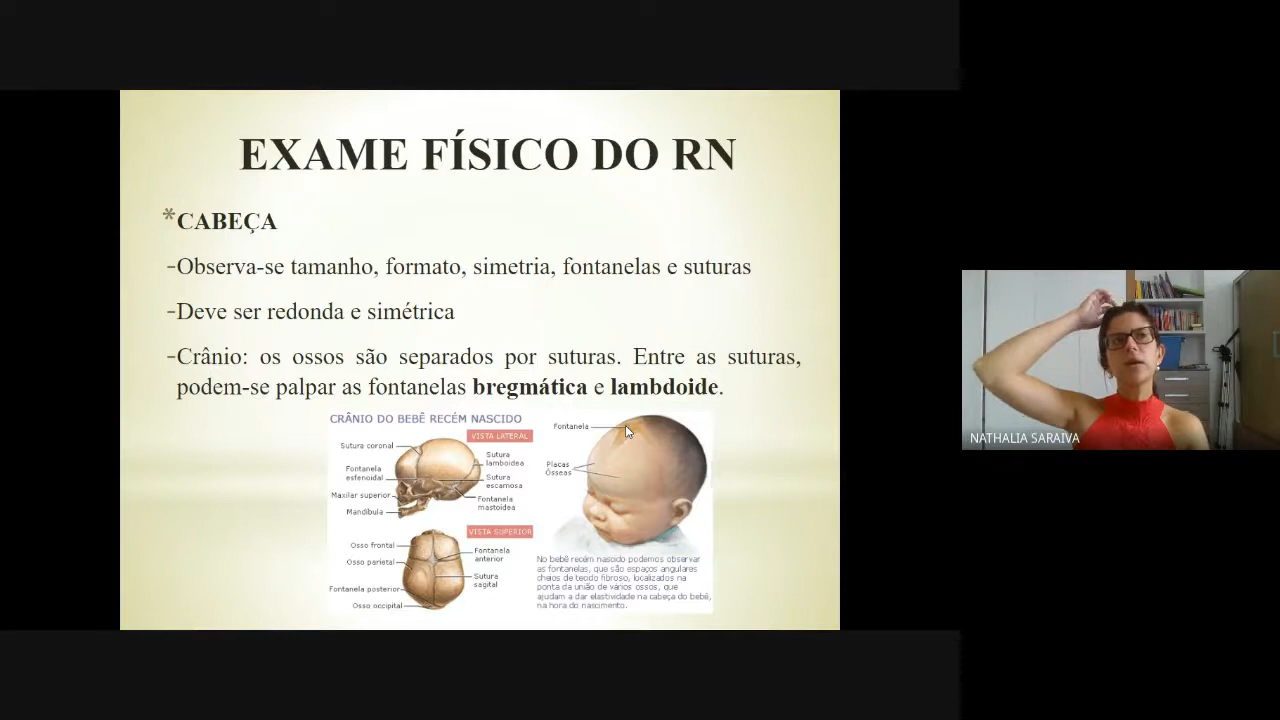 EXAME FÍSICO DO RN
*CABEÇA
-Observa-se tamanho, formato, simetria, fontanelas e suturas
-Deve ser redonda e simétrica
-Crânio: os ossos são separados por suturas. Entre as suturas,
podem-se palpar as fontanelas bregmática e lambdoide.
CRÂNIO DO BEBÊ RECÉM NASCIDO
VISTA LATERAL
Sutura coronal
Fontanela
esfenoidal
Maxilar superior
Mandíbula
Sutura
lamboidea
Sutura
escamosa
Fontanela
mastoidea
VISTA SUPERIOR
Osso frontal
Osso parietal
Fontanela posterior
Osso occipital
Fontanela
anterior
Sutura
sagital
Fontanela
Placas
Ósseas
No bebê recém nascido podemos observar
as fontanelas, que são espaços angulares
cheios de tecido fibroso, localizados na
ponta da união de vários ossos, que
ajudam a dar elastividade na cabeça do bebê,
na hora do nascimento.
NATHALIA SARAIVA